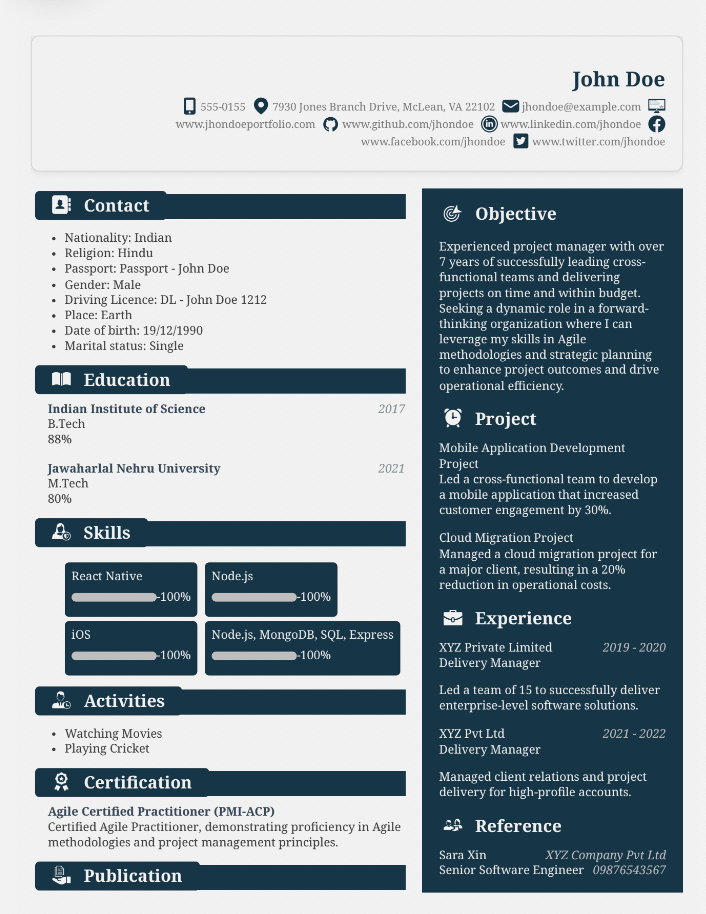 John Doe
555-0155 7930 Jones Branch Drive, McLean, VA 22102 jhondoe@example.com
www.jhondoeportfolio.com www.github.com/jhondoe www.linkedin.com/jhondoe
www.facebook.com/jhondoe www.twitter.com/jhondoe
Contact
• Nationality: Indian
• Religion: Hindu
• Passport: Passport - John Doe
• Gender: Male
• Driving Licence: DL - John Doe 1212
• Place: Earth
• Date of birth: 19/12/1990
• Marital status: Single
Education
Indian Institute of Science 2017
B.Tech
88%
Jawaharlal Nehru University 2021
M.Tech
80%
Skills
React Native
-100%
Node.js
-100%
iOS
-100%
Node.js, MongoDB, SQL, Express
-100%
Activities
• Watching Movies
• Playing Cricket
Certification
Agile Certified Practitioner (PMI-ACP)
Certified Agile Practitioner, demonstrating proficiency in Agile
methodologies and project management principles.
Publication
Objective
Experienced project manager with over
7 years of successfully leading cross-
functional teams and delivering
projects on time and within budget.
Seeking a dynamic role in a forward-
thinking organization where I can
leverage my skills in Agile
methodologies and strategic planning
to enhance project outcomes and drive
operational efficiency.
Project
Mobile Application Development
Project
Led a cross-functional team to develop
a mobile application that increased
customer engagement by 30%.
Cloud Migration Project
Managed a cloud migration project for
a major client, resulting in a 20%
reduction in operational costs.
Experience
XYZ Private Limited 2019 - 2020
Delivery Manager
Led a team of 15 to successfully deliver
enterprise-level software solutions.
XYZ Pvt Ltd 2021 - 2022
Delivery Manager
Managed client relations and project
delivery for high-profile accounts.
Reference
Sara Xin XYZ Company Pvt Ltd
Senior Software Engineer 09876543567